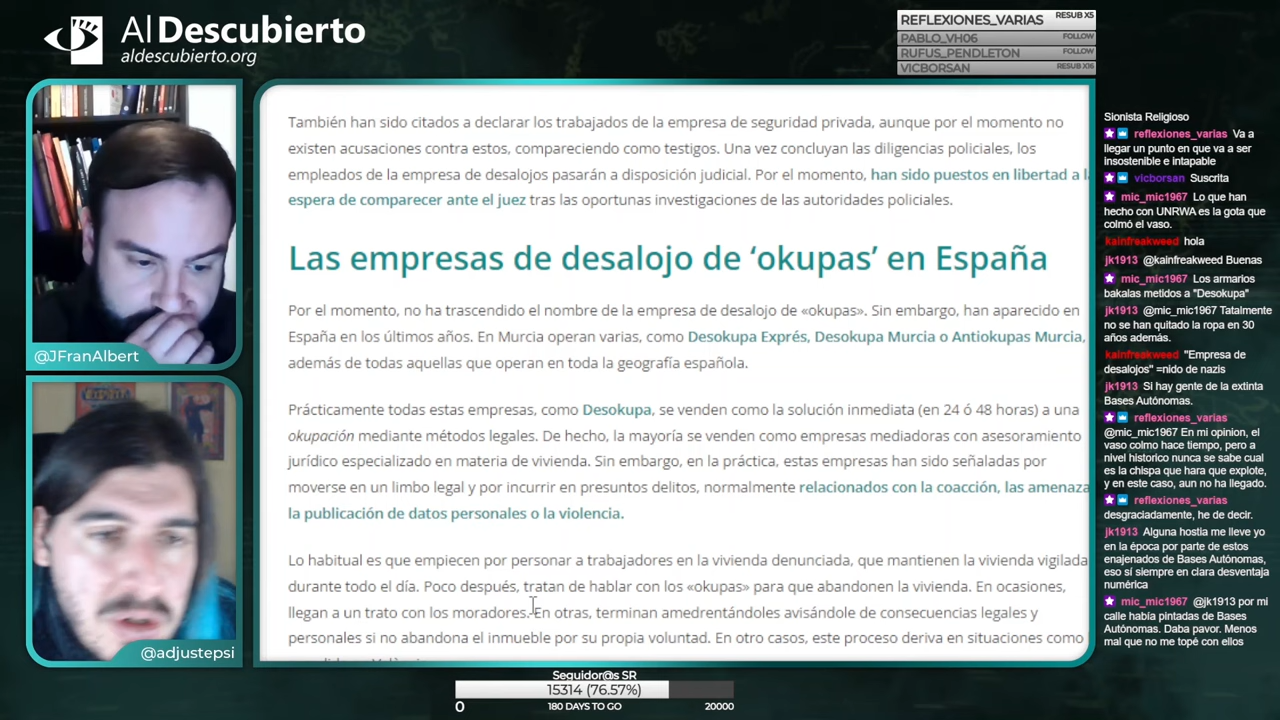 Al Descubierto
aldescubierto.org
REFLEXIONES_VARIAS RESUB X5
PABLO_VH06 FOLLOW
RUFUS_PENDLETON FOLLOW
VICBORSAN RESUB X16
@JFranAlbert
@adjustepsi
También han sido citados a declarar los trabajados de la empresa de seguridad privada, aunque por el momento no
existen acusaciones contra estos, compareciendo como testigos. Una vez concluyan las diligencias policiales, los
empleados de la empresa de desalojos pasarán a disposición judicial. Por el momento, han sido puestos en libertad a la
espera de comparecer ante el juez tras las oportunas investigaciones de las autoridades policiales.
Las empresas de desalojo de ‘okupas’ en España
Por el momento, no ha trascendido el nombre de la empresa de desalojo de «okupas». Sin embargo, han aparecido en
España en los últimos años. En Murcia operan varias, como Desokupa Exprés, Desokupa Murcia o Antiokupas Murcia,
además de todas aquellas que operan en toda la geografía española.
Prácticamente todas estas empresas, como Desokupa, se venden como la solución inmediata (en 24 ó 48 horas) a una
okupación mediante métodos legales. De hecho, la mayoría se venden como empresas mediadoras con asesoramiento
jurídico especializado en materia de vivienda. Sin embargo, en la práctica, estas empresas han sido señaladas por
moverse en un limbo legal y por incurrir en presuntos delitos, normalmente relacionados con la coacción, las amenaza
la publicación de datos personales o la violencia.
Lo habitual es que empiecen por personar a trabajadores en la vivienda denunciada, que mantienen la vivienda vigilada
durante todo el día. Poco después, tratan de hablar con los «okupas» para que abandonen la vivienda. En ocasiones,
llegan a un trato con los moradores. En otras, terminan amedrentándoles avisándole de consecuencias legales y
personales si no abandona el inmueble por su propia voluntad. En otro casos, este proceso deriva en situaciones como
Sionista Religioso
reflexiones_varias Va a
llegar un punto en que va a ser
insostenible e intapable
vicborsan Suscrita
mic_mic1967 Lo que han
hecho con UNRWA es la gota que
colmó el vaso.
kainfreakweed hola
jk1913 @kainfreakweed Buenas
mic_mic1967 Los armarios
bakalas metidos a "Desokupa"
jk1913 @mic_mic1967 Tatalmente
no se han quitado la ropa en 30
años además.
kainfreakweed "Empresa de
desalojos" =nido de nazis
jk1913 Si hay gente de la extinta
Bases Autónomas.
reflexiones_varias
@mic_mic1967 En mi opinion, el
vaso colmo hace tiempo, pero a
nivel historico nunca se sabe cual
es la chispa que hara que explote,
y en este caso, aun no ha llegado.
reflexiones_varias
desgraciadamente, he de decir.
jk1913 Alguna hostia me lleve yo
en la época por parte de estos
enajenados de Bases Autónomas,
eso sí siempre en clara desventaja
numérica
mic_mic1967 @jk1913 por mi
calle había pintadas de Bases
Autónomas. Daba pavor. Menos
mal que no me topé con ellos
Seguidor@s SR
15314 (76.57%)
0 180 DAYS TO GO 20000